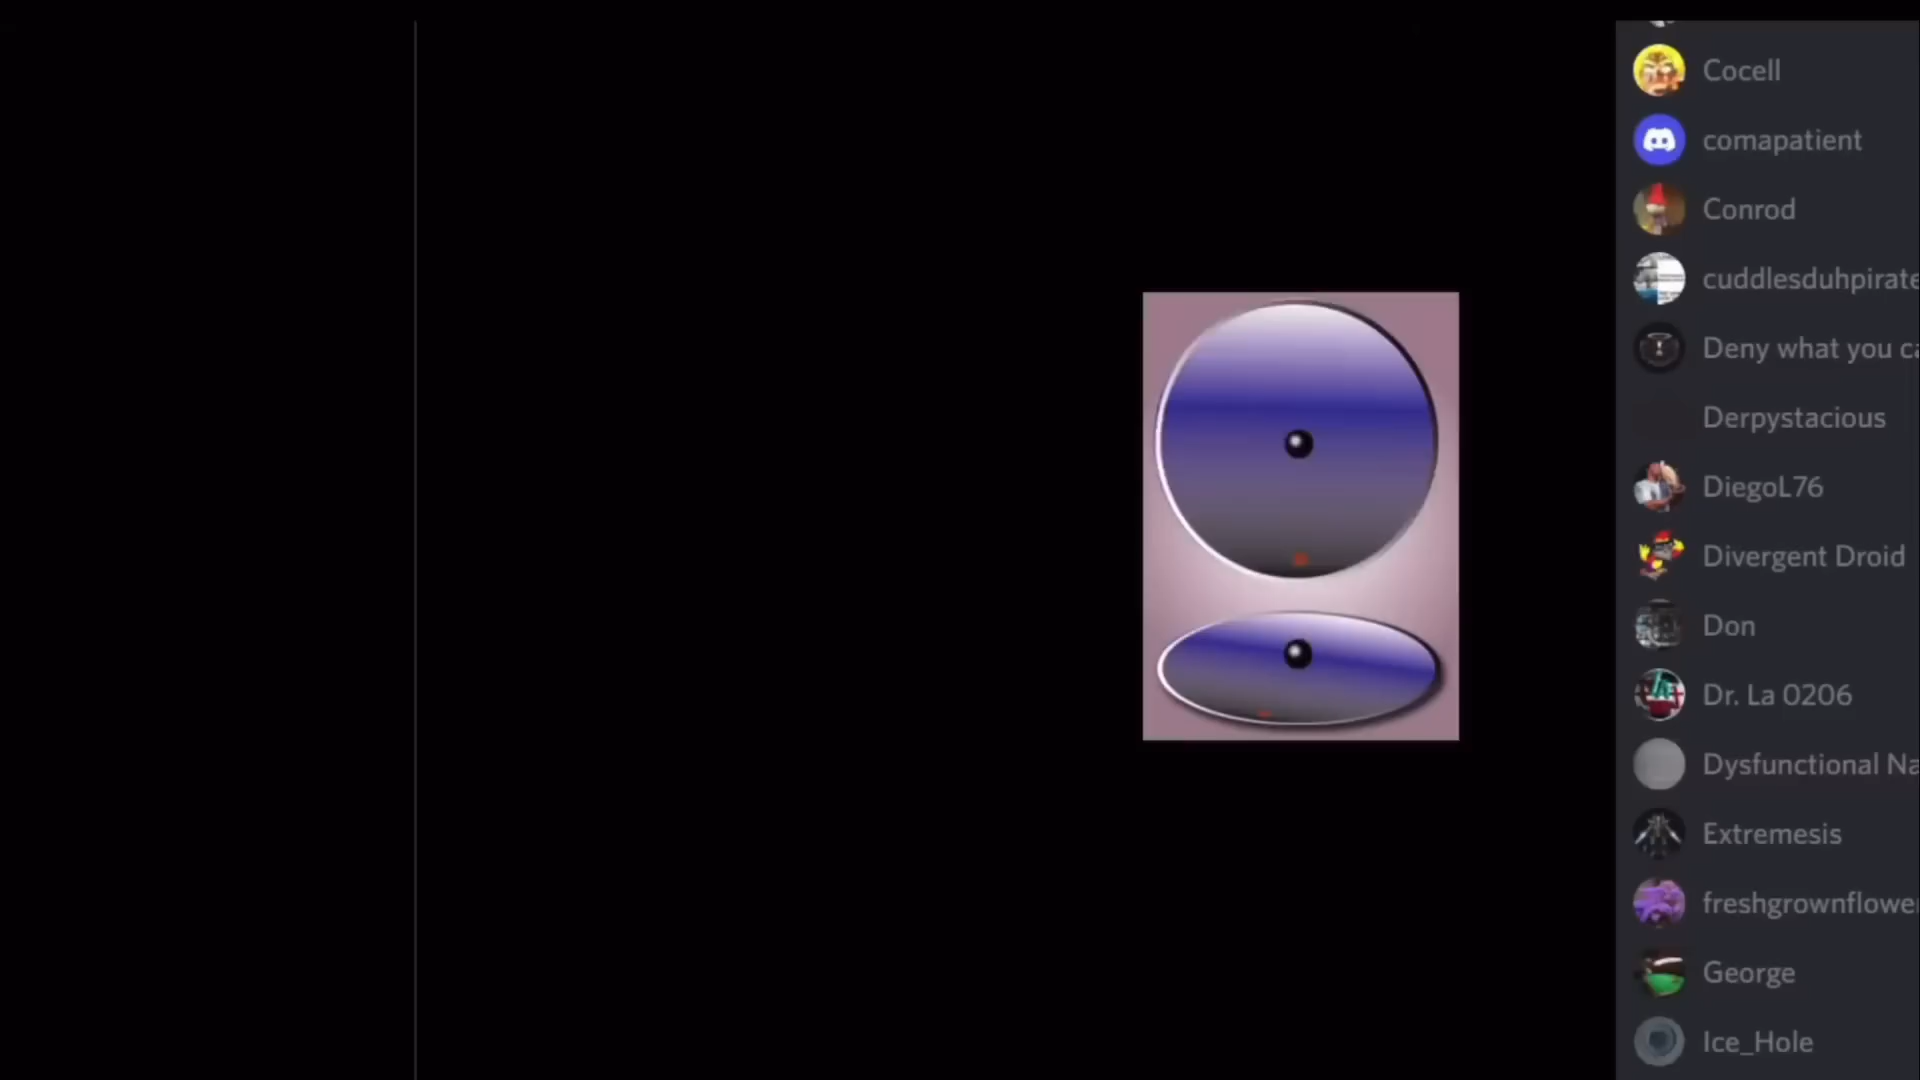 Cocell
comapatient
Conrod
cuddlesduhpirate
Deny what you ca
Derpystacious
DiegoL76
Divergent Droid
Don
Dr. La 0206
Dysfunctional Na
Extremesis
freshgrownflower
George
Ice_Hole